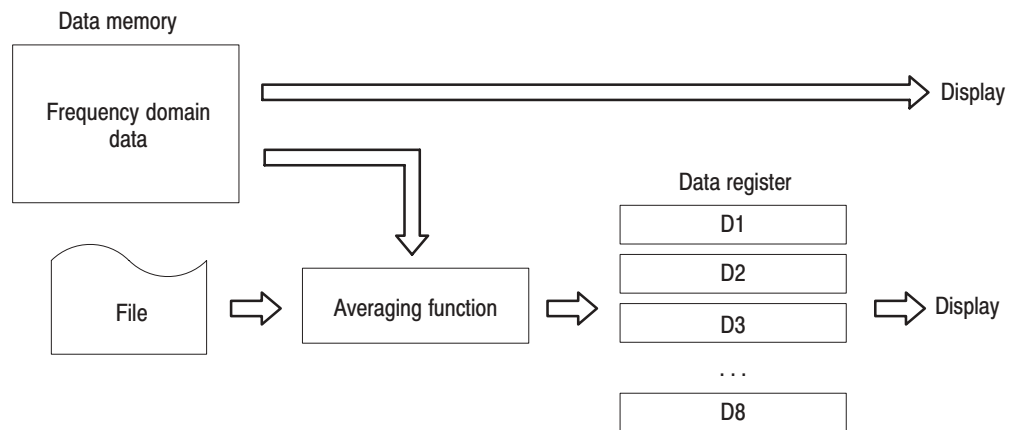 Data memory
Frequency domain
data
Display
Data register
D1
D2
File
Averaging function
D3
Display
. . .
D8